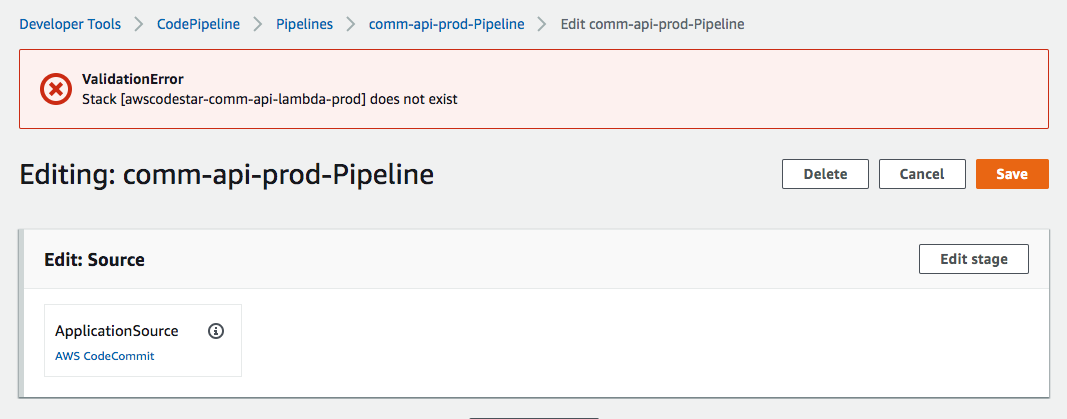 Developer Tools > CodePipeline > Pipelines > comm-api-prod-Pipeline > Edit comm-api-prod-Pipeline
ValidationError
Stack [awscodestar-comm-api-lambda-prod] does not exist
Editing: comm-api-prod-Pipeline
Delete Cancel Save
Edit: Source
Edit stage
ApplicationSource
AWS CodeCommit